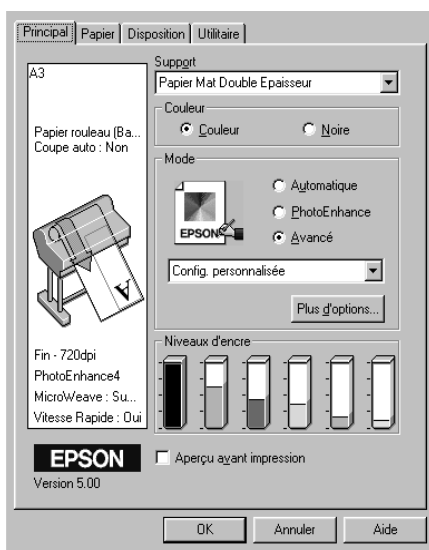 Principal Papier Disposition Utilitaire
A3
Papier rouleau (Ba...
Coupe auto : Non
A
Fin - 720dpi
PhotoEnhance4
MicroWeave : Su...
Vitesse Rapide : Oui
EPSON
Version 5.00
Support
Papier Mat Double Epaisseur
Couleur
Couleur Noire
Mode
EPSON
Automatique
PhotoEnhance
Avancé
Config. personnalisée
Plus d'options...
Niveaux d'encre
Aperçu avant impression
OK Annuler Aide